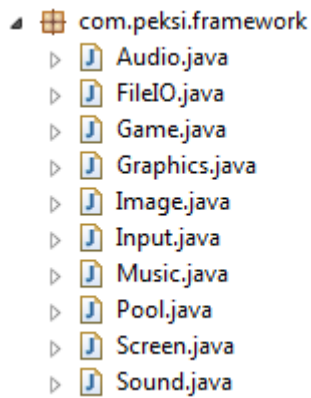 com.peksi.framework
Audio.java
FileIO.java
Game.java
Graphics.java
Image.java
Input.java
Music.java
Pool.java
Screen.java
Sound.java